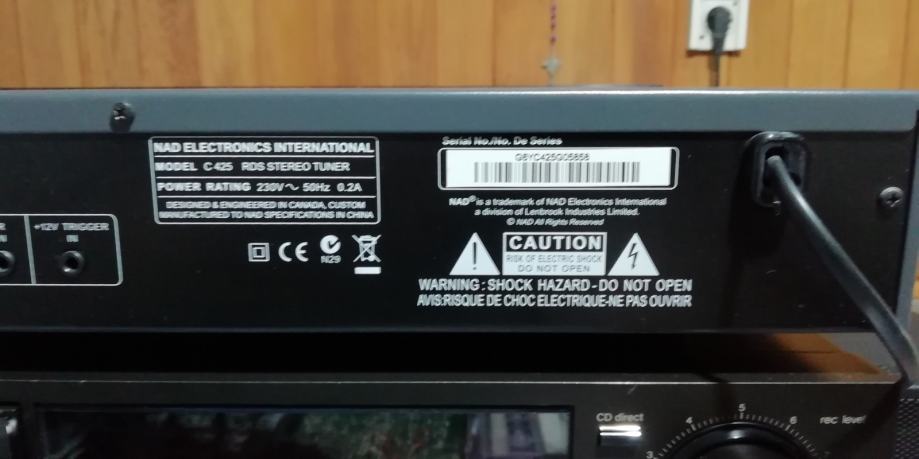 NAD ELECTRONICS INTERNATIONAL
MODEL C 425 RDS STEREO TUNER
POWER RATING 230V~ 50Hz 0.2A
DESIGNED & ENGINEERED IN CANADA, CUSTOM
MANUFACTURED TO NAD SPECIFICATIONS IN CHINA
N29
+12V TRIGGER
IN
R
IN
Serial No./No. De Series
G6YC425G05858
NAD® is a trademark of NAD Electronics International
a division of Lenbrook Industries Limited.
© NAD All Rights Reserved
CAUTION
RISK OF ELECTRIC SHOCK
DO NOT OPEN
WARNING : SHOCK HAZARD - DO NOT OPEN
AVIS:RISQUE DE CHOC ELECTRIQUE-NE PAS OUVRIR
CD direct
3 4 5 6
rec level